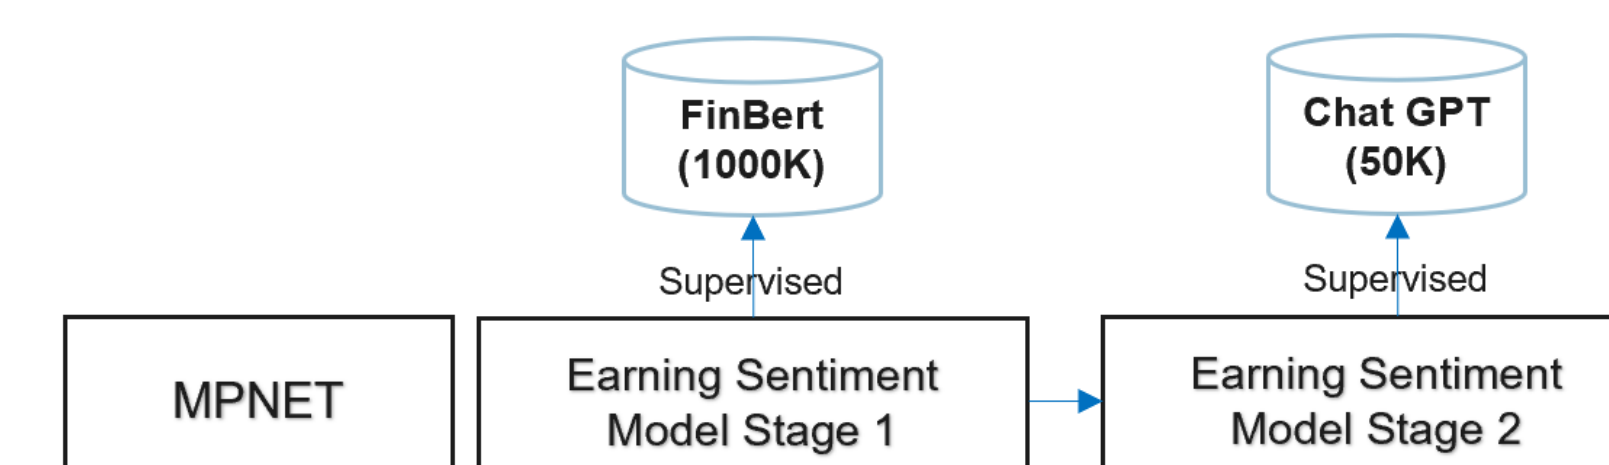 FinBert
(1000K)
Chat GPT
(50K)
Supervised
Supervised
MPNET
Earning Sentiment
Model Stage 1
Earning Sentiment
Model Stage 2